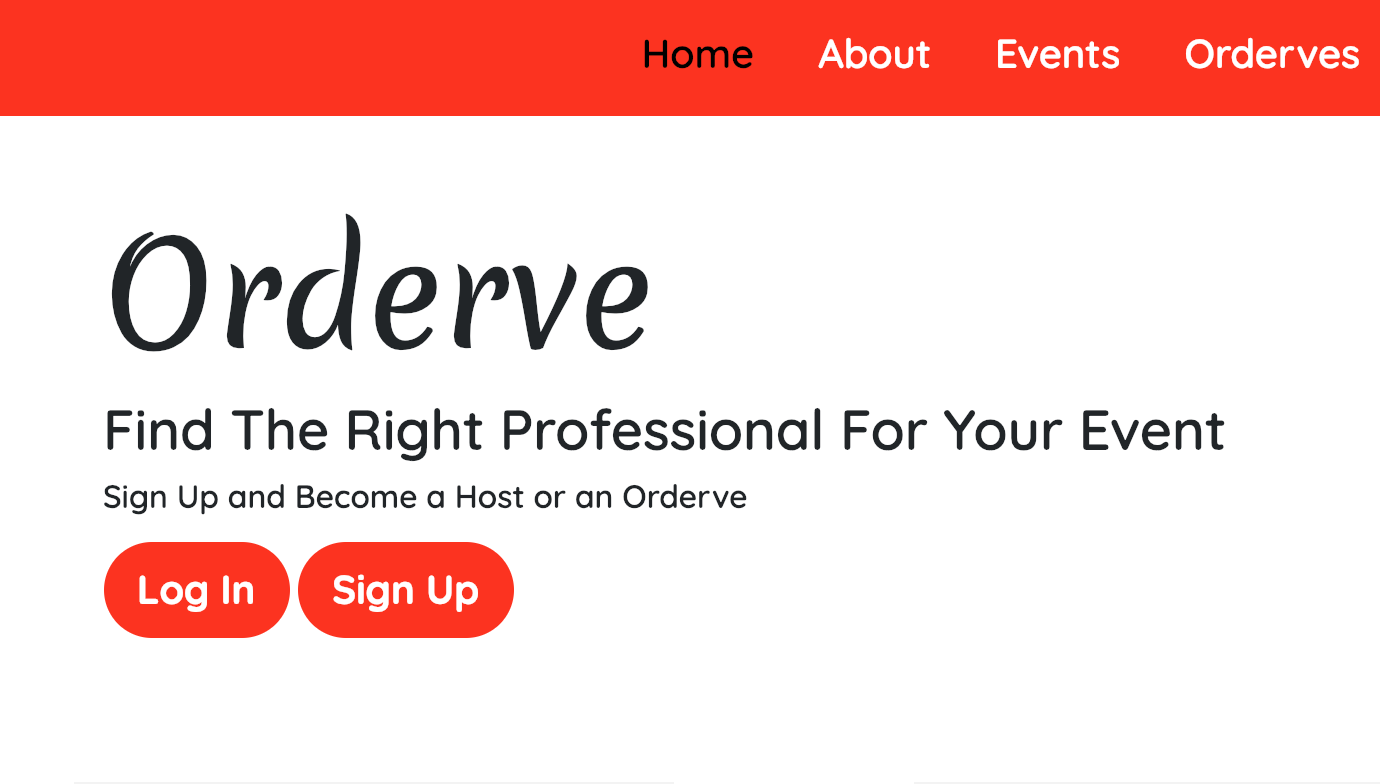 Home About Events Orderves
Orderve
Find The Right Professional For Your Event
Sign Up and Become a Host or an Orderve
Log In Sign Up